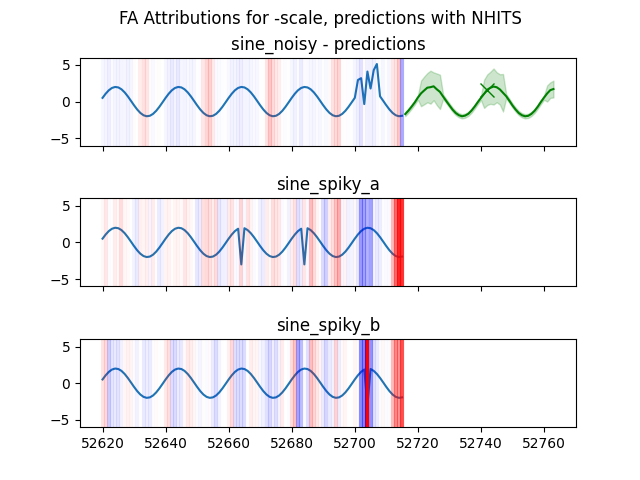 FA Attributions for -scale, predictions with NHITS
sine_noisy - predictions
5
0
−5
sine_spiky_a
5
0
−5
sine_spiky_b
5
0
−5
52620 52640 52660 52680 52700 52720 52740 52760